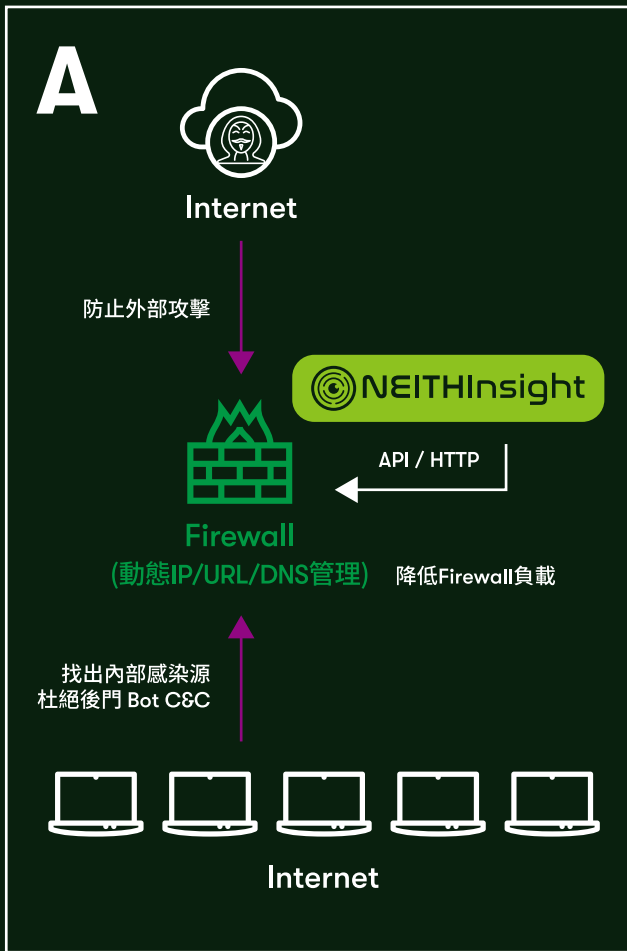 A
Internet
防止外部攻擊
NEITHInsight
API / HTTP
Firewall
(動態IP/URL/DNS管理)
降低Firewall負載
找出內部感染源
杜絕後門 Bot C&C
Internet